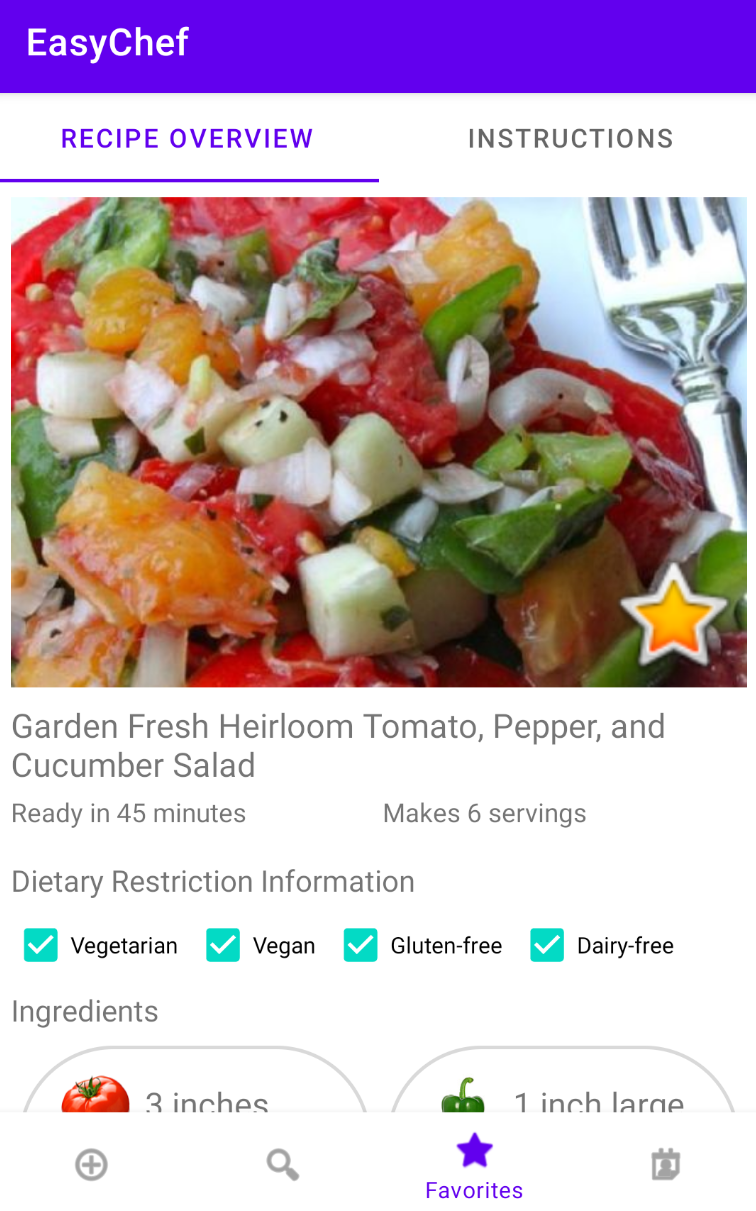 EasyChef
RECIPE OVERVIEW
INSTRUCTIONS
Garden Fresh Heirloom Tomato, Pepper, and
Cucumber Salad
Ready in 45 minutes
Makes 6 servings
Dietary Restriction Information
Vegetarian
Vegan
Gluten-free
Dairy-free
Ingredients
3 inches
1 inch large
Favorites